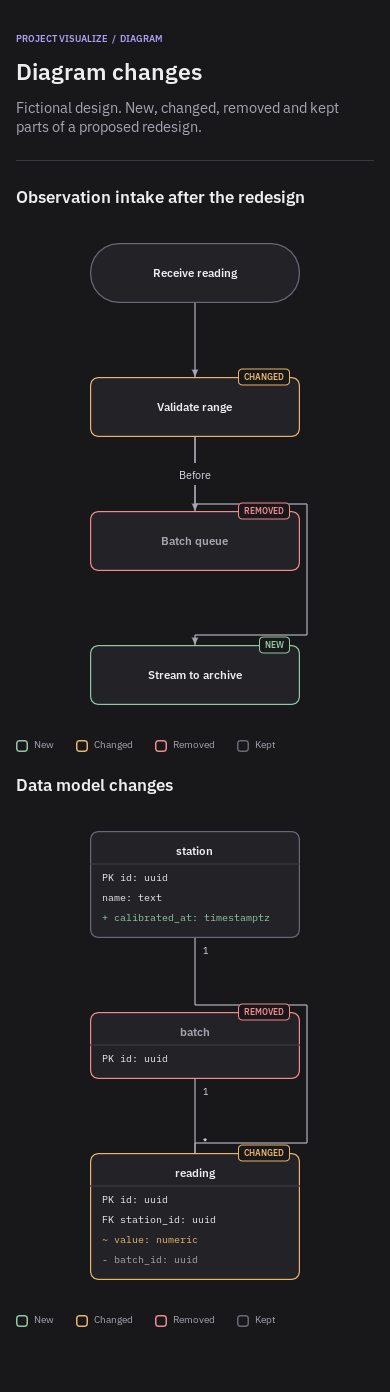 PROJECT VISUALIZE / DIAGRAM
Diagram changes
Fictional design. New, changed, removed and kept
parts of a proposed redesign.
Observation intake after the redesign
Receive reading
CHANGED
Validate range
Before
REMOVED
Batch queue
NEW
Stream to archive
New Changed Removed Kept
Data model changes
station
PK id: uuid
name: text
+ calibrated_at: timestamptz
1
REMOVED
batch
PK id: uuid
1
*
CHANGED
reading
PK id: uuid
FK station_id: uuid
~ value: numeric
- batch_id: uuid
New Changed Removed Kept